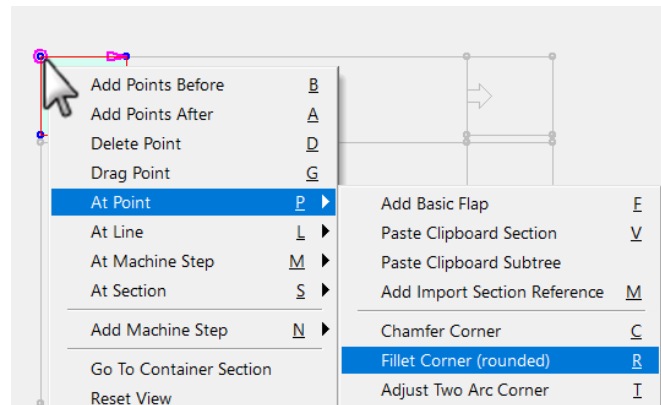 Add Points Before B
Add Points After A
Delete Point D
Drag Point G
At Point P
At Line L
At Machine Step M
At Section S
Add Machine Step N
Go To Container Section
Reset View
Add Basic Flap F
Paste Clipboard Section V
Paste Clipboard Subtree
Add Import Section Reference M
Chamfer Corner C
Fillet Corner (rounded) R
Adjust Two Arc Corner T